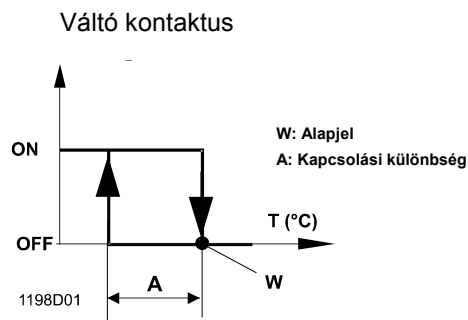 Váltó kontaktus
ON
W: Alapjel
A: Kapcsolási különbség
T (°C)
OFF
A
W
1198D01